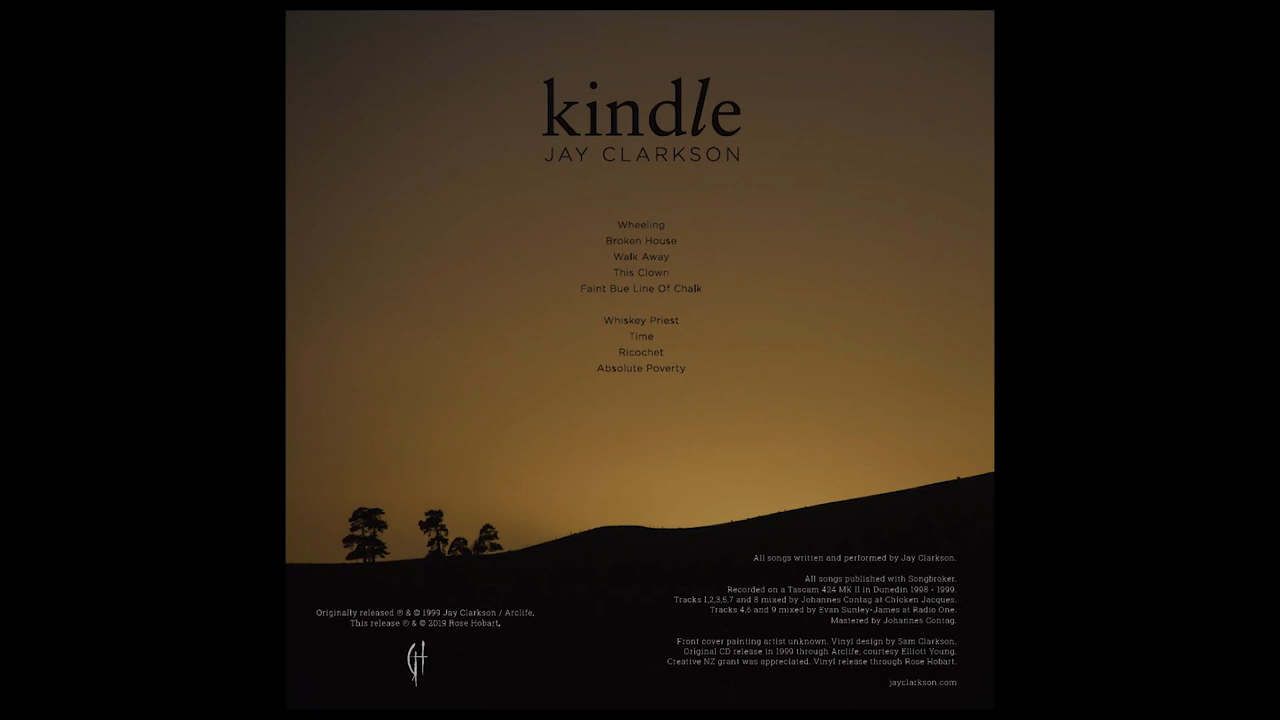 kindle
JAY CLARKSON
Wheeling
Broken House
Walk Away
This Clown
Faint Bue Line Of Chalk
Whiskey Priest
Time
Ricochet
Absolute Poverty
All songs written and performed by Jay Clarkson.
All songs published with Songbroker.
Recorded on a Tascam 424 MK II in Dunedin 1998 - 1999.
Tracks 1,2,3,5,7 and 8 mixed by Johannes Contag at Chicken Jacques.
Tracks 4,6 and 9 mixed by Evan Sunley-James at Radio One.
Mastered by Johannes Contag.
Originally released ℗ & © 1999 Jay Clarkson / Arclife.
This release ℗ & © 2019 Rose Hobart.
Front cover painting artist unknown. Vinyl design by Sam Clarkson.
Original CD release in 1999 through Arclife, courtesy Elliott Young.
Creative NZ grant was appreciated. Vinyl release through Rose Hobart.
jayclarkson.com